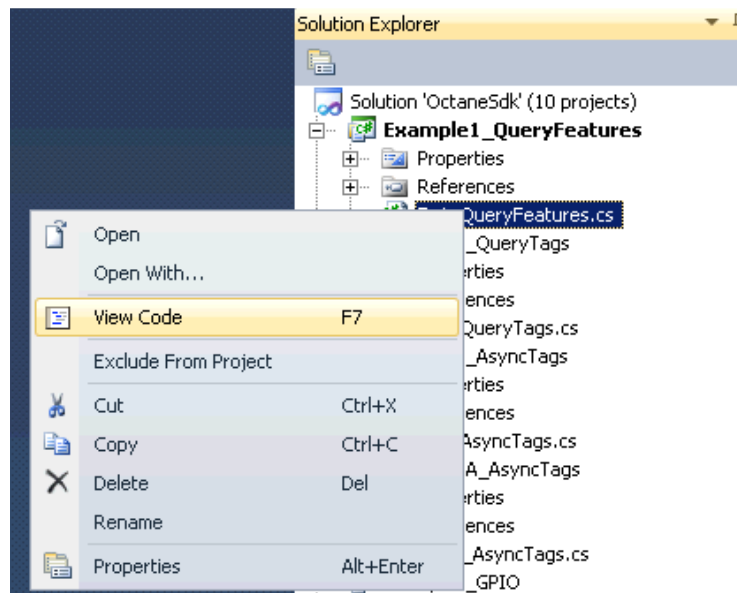 Solution Explorer
Solution 'OctaneSdk' (10 projects)
Example1_QueryFeatures
Properties
References
QueryFeatures.cs
_QueryTags
erties
ences
QueryTags.cs
_AsyncTags
erties
ences
AsyncTags.cs
A_AsyncTags
erties
ences
_AsyncTags.cs
_GPIO
Open
Open With...
View Code F7
Exclude From Project
Cut Ctrl+X
Copy Ctrl+C
Delete Del
Rename
Properties Alt+Enter